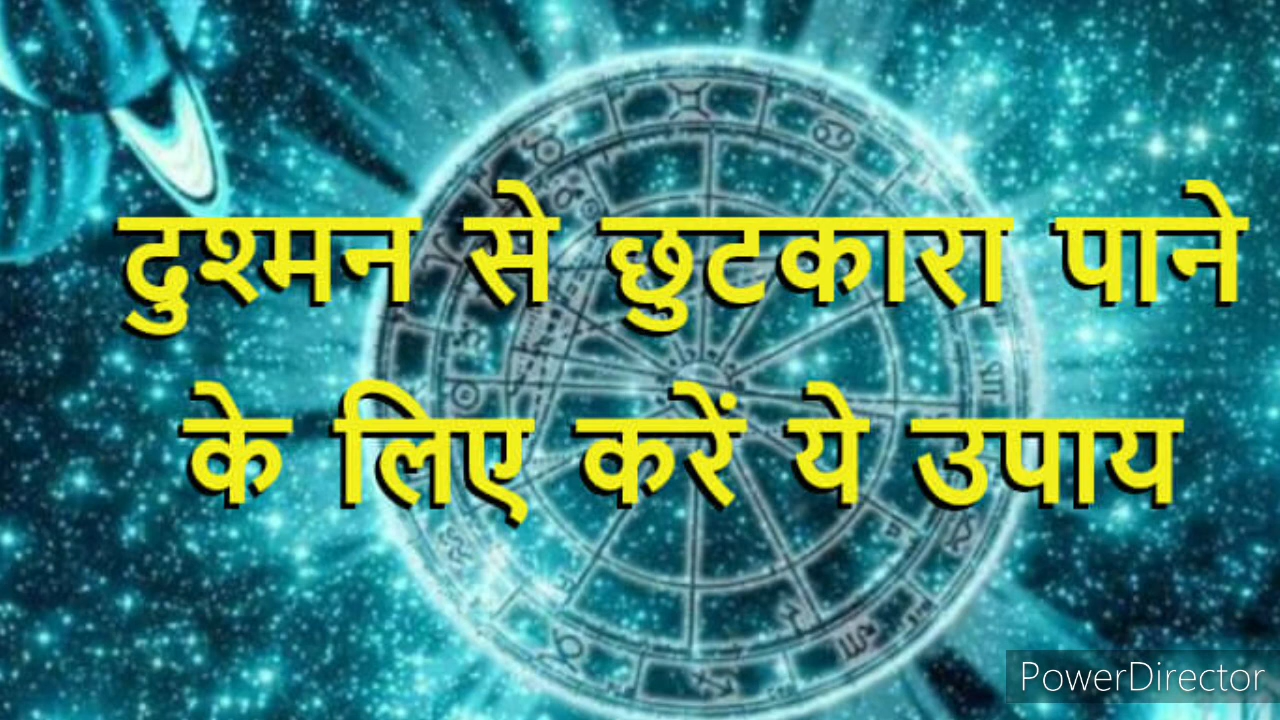 दुश्मन से छुटकारा पाने
के लिए करें ये उपाय
PowerDirector